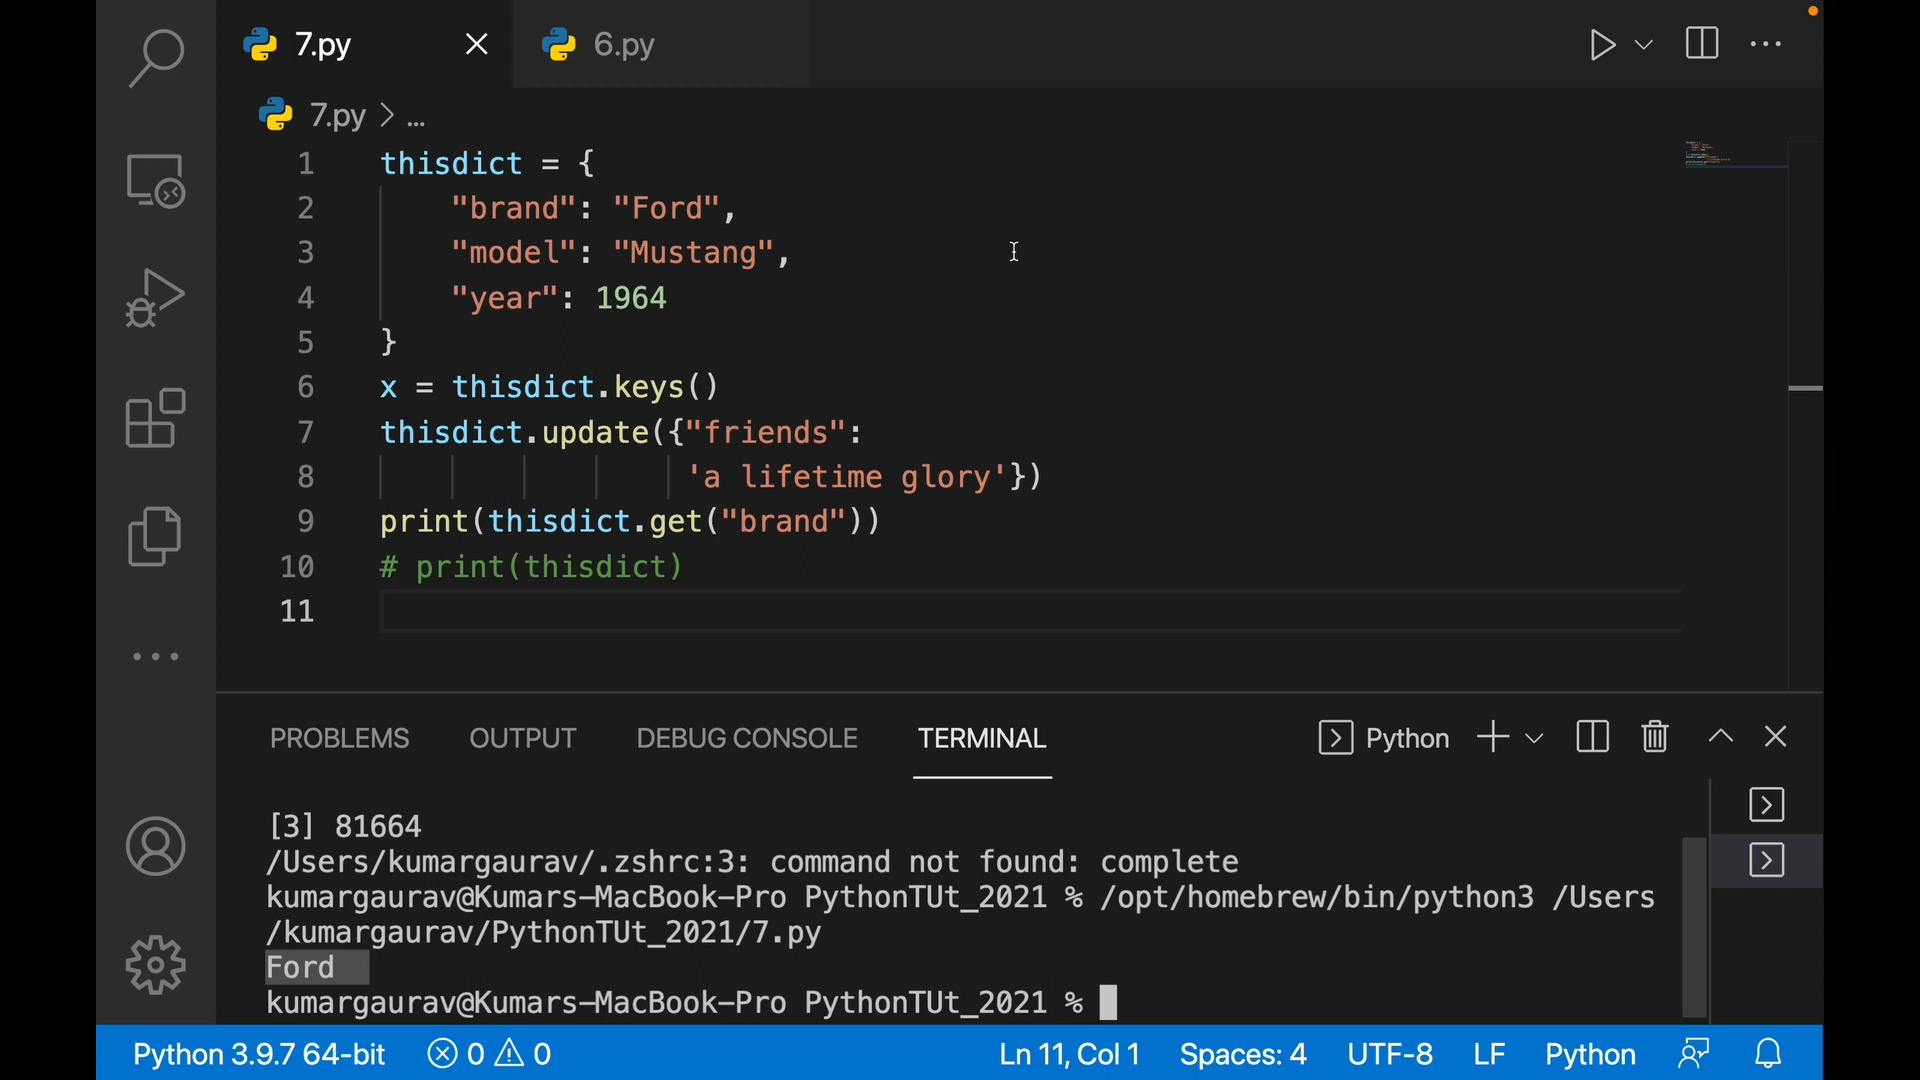 7.py
6.py
7.py > ...
1 thisdict = {
2 "brand": "Ford",
3 "model": "Mustang",
4 "year": 1964
5 }
6 x = thisdict.keys()
7 thisdict.update({"friends":
8 'a lifetime glory'})
9 print(thisdict.get("brand"))
10 # print(thisdict)
11
PROBLEMS OUTPUT DEBUG CONSOLE TERMINAL Python
[3] 81664
/Users/kumargaurav/.zshrc:3: command not found: complete
kumargaurav@Kumars-MacBook-Pro PythonTUt_2021 % /opt/homebrew/bin/python3 /Users
/kumargaurav/PythonTUt_2021/7.py
Ford
kumargaurav@Kumars-MacBook-Pro PythonTUt_2021 %
Python 3.9.7 64-bit 0 0 Ln 11, Col 1 Spaces: 4 UTF-8 LF Python